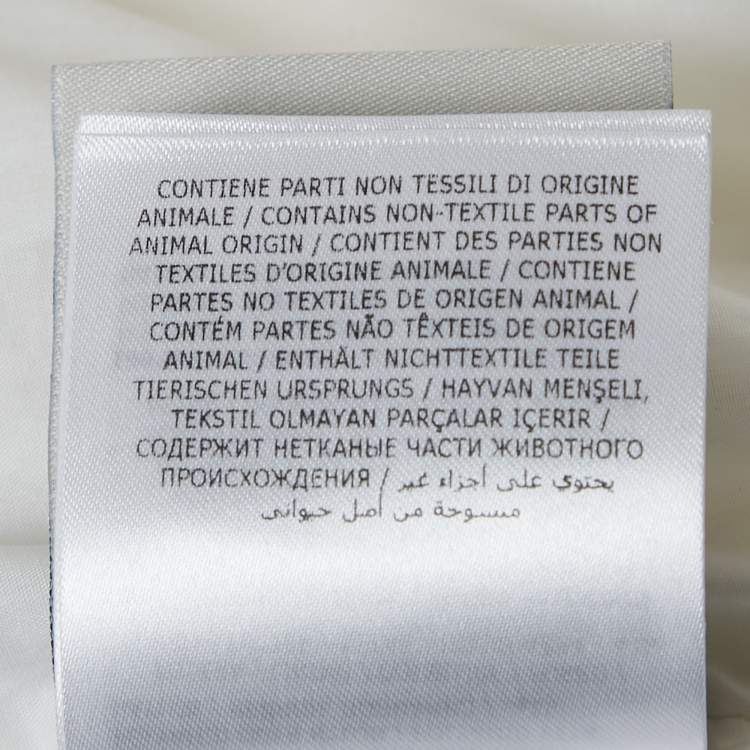 CONTIENE PARTI NON TESSILI DI ORIGINE
ANIMALE / CONTAINS NON-TEXTILE PARTS OF
ANIMAL ORIGIN / CONTIENT DES PARTIES NON
TEXTILES D'ORIGINE ANIMALE / CONTIENE
PARTES NO TEXTILES DE ORIGEN ANIMAL /
CONTÉM PARTES NÃO TÊXTEIS DE ORIGEM
ANIMAL / ENTHÄLT NICHTTEXTILE TEILE
TIERISCHEN URSPRUNGS / HAYVAN MENŞELI,
TEKSTIL OLMAYAN PARÇALAR IÇERIR /
СОДЕРЖИТ НЕТКАНЫЕ ЧАСТИ ЖИВОТНОГО
ПРОИСХОЖДЕНИЯ / يحتوي على أجزاء غير
منسوحة من أصل حيوانى